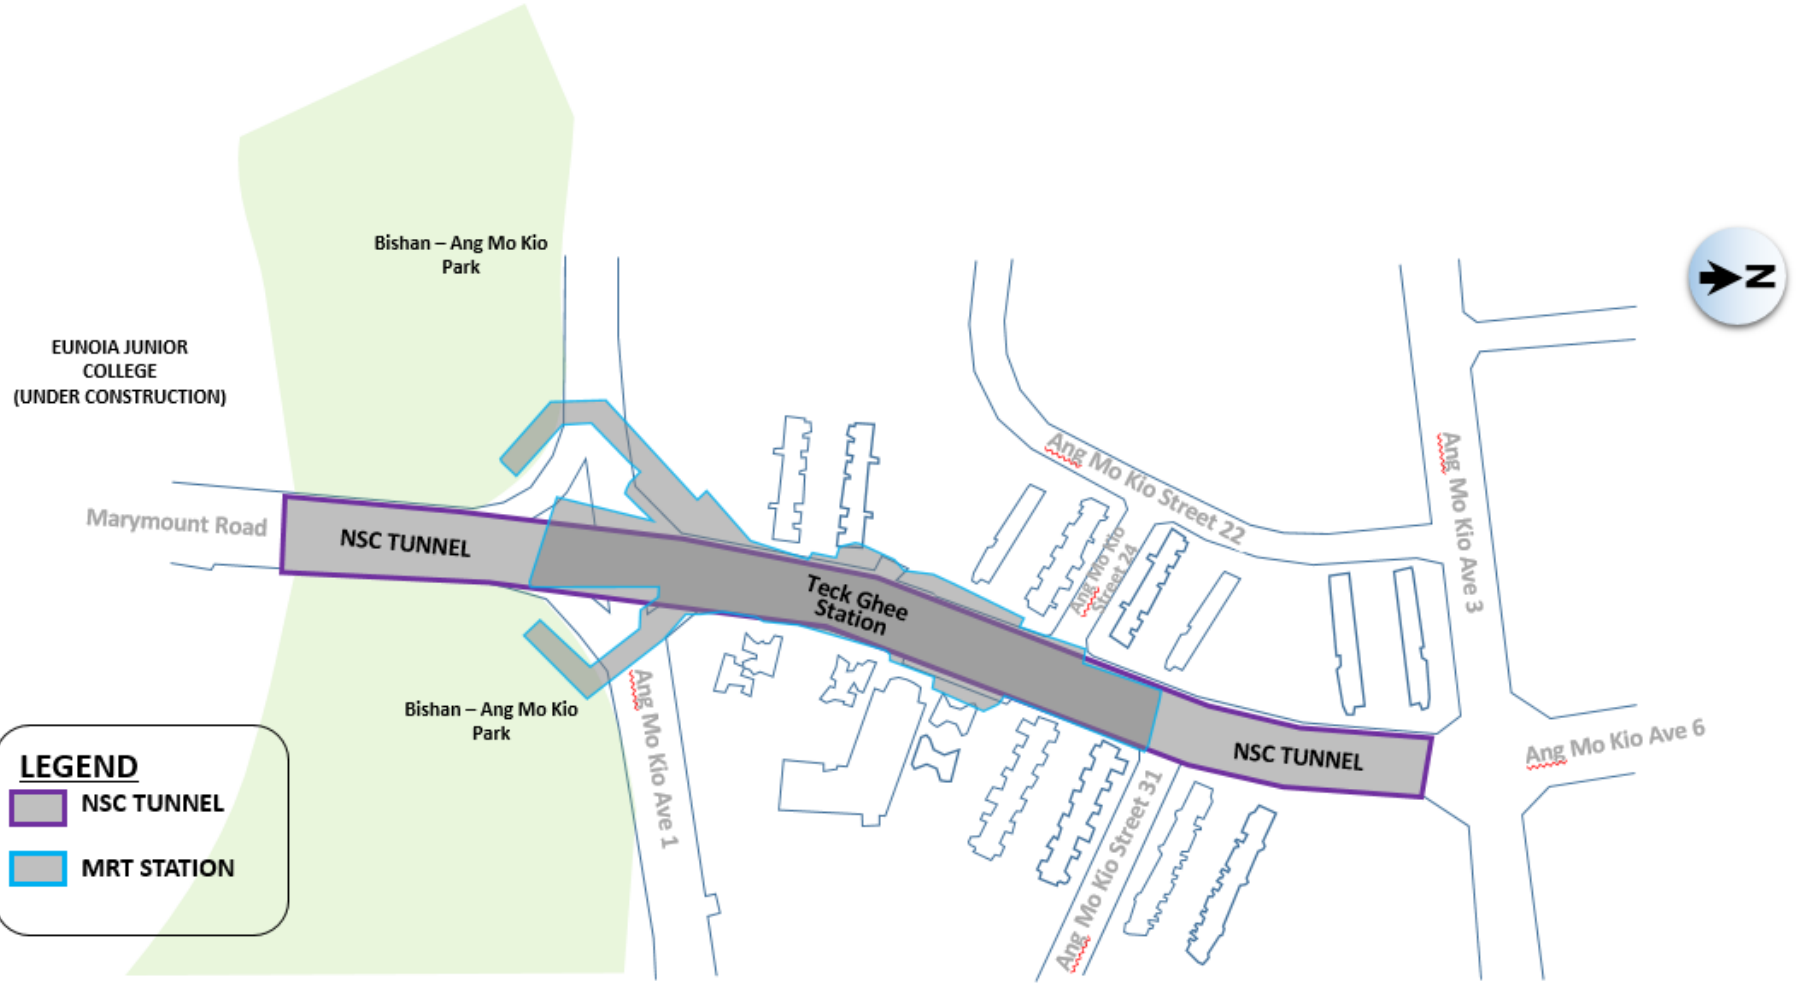 Bishan – Ang Mo Kio
Park
EUNOIA JUNIOR
COLLEGE
(UNDER CONSTRUCTION)
Marymount Road
NSC TUNNEL
Teck Ghee
Station
Ang Mo Kio Street 22
Ang Mo Kio
Street 24
Ang Mo Kio Ave 3
N
Bishan – Ang Mo Kio
Park
Ang Mo Kio Ave 1
Ang Mo Kio Street 31
NSC TUNNEL
Ang Mo Kio Ave 6
LEGEND
NSC TUNNEL
MRT STATION